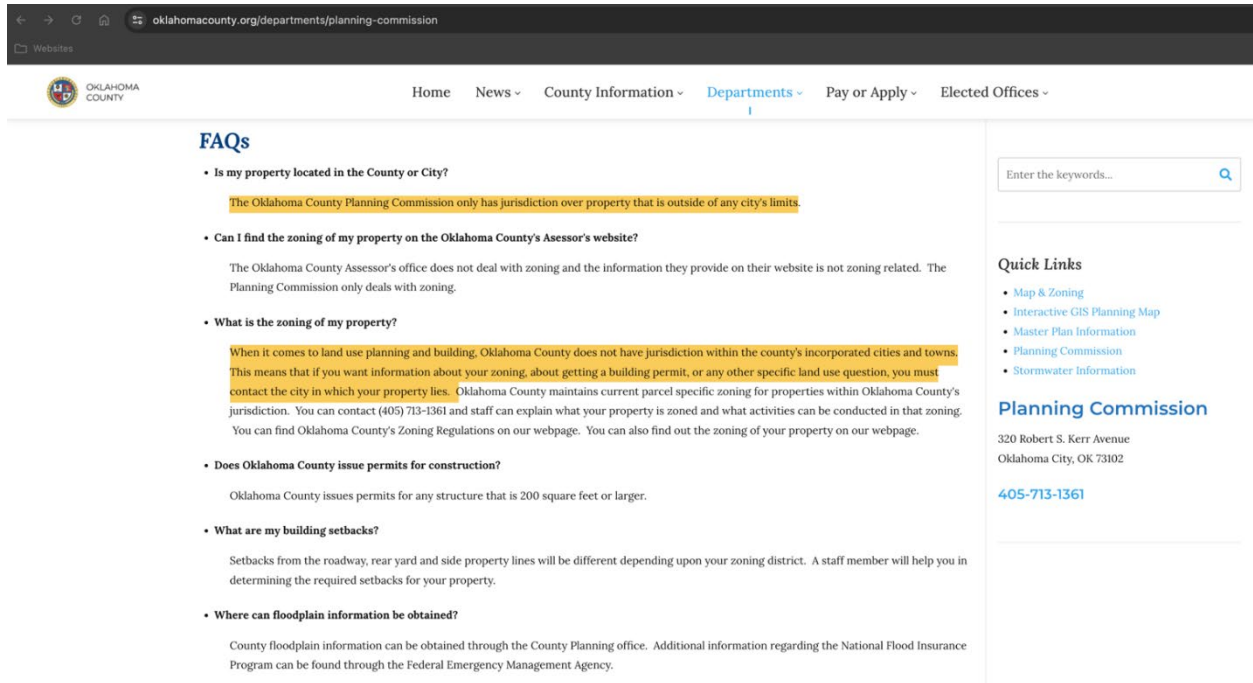 oklahomacounty.org/departments/planning-commission
Websites
OKLAHOMA
COUNTY
Home News County Information Departments Pay or Apply Elected Offices
FAQs
• Is my property located in the County or City?
The Oklahoma County Planning Commission only has jurisdiction over property that is outside of any city's limits.
• Can I find the zoning of my property on the Oklahoma County's Asessor's website?
The Oklahoma County Assessor's office does not deal with zoning and the information they provide on their website is not zoning related. The
Planning Commission only deals with zoning.
• What is the zoning of my property?
When it comes to land use planning and building, Oklahoma County does not have jurisdiction within the county's incorporated cities and towns.
This means that if you want information about your zoning, about getting a building permit, or any other specific land use question, you must
contact the city in which your property lies. Oklahoma County maintains current parcel specific zoning for properties within Oklahoma County's
jurisdiction. You can contact (405) 713-1361 and staff can explain what your property is zoned and what activities can be conducted in that zoning.
You can find Oklahoma County's Zoning Regulations on our webpage. You can also find out the zoning of your property on our webpage.
• Does Oklahoma County issue permits for construction?
Oklahoma County issues permits for any structure that is 200 square feet or larger.
• What are my building setbacks?
Setbacks from the roadway, rear yard and side property lines will be different depending upon your zoning district. A staff member will help you in
determining the required setbacks for your property.
• Where can floodplain information be obtained?
County floodplain information can be obtained through the County Planning office. Additional information regarding the National Flood Insurance
Program can be found through the Federal Emergency Management Agency.
Enter the keywords...
Quick Links
• Map & Zoning
• Interactive GIS Planning Map
• Master Plan Information
• Planning Commission
• Stormwater Information
Planning Commission
320 Robert S. Kerr Avenue
Oklahoma City, OK 73102
405-713-1361